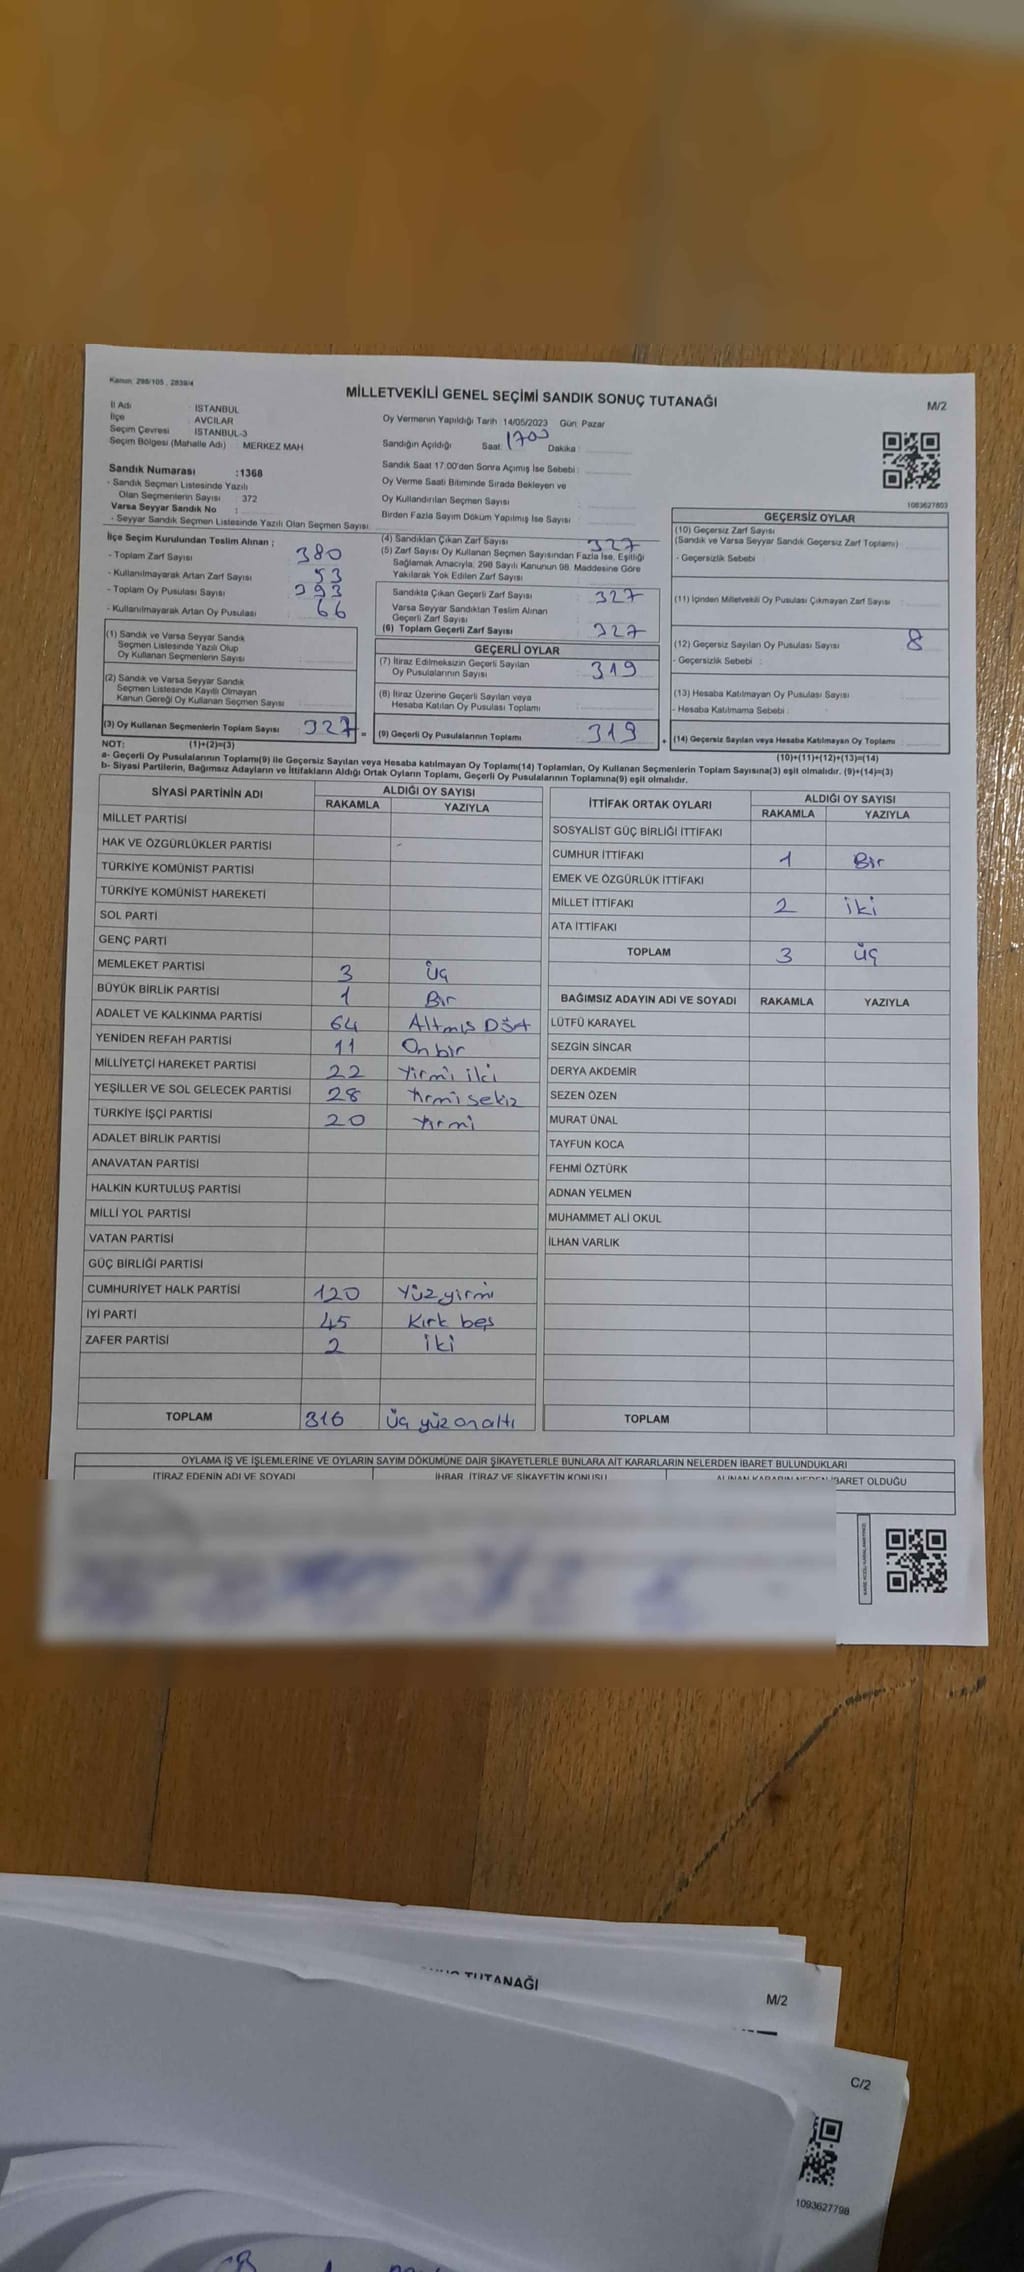 Kanun: 298/105 , 2839/4
MİLLETVEKİLİ GENEL SEÇİMİ SANDIK SONUÇ TUTANAĞI
M/2
İl Adı : İSTANBUL
İlçe : AVCILAR
Seçim Çevresi : İSTANBUL-3
Seçim Bölgesi (Mahalle Adı) : MERKEZ MAH
Oy Vermenin Yapıldığı Tarih : 14/05/2023 Gün: Pazar
Sandığın Açıldığı Saat: 1700 Dakika :
Sandık Saat 17:00'den Sonra Açımış İse Sebebi :
Oy Verme Saati Bitiminde Sırada Bekleyen ve
Oy Kullandırılan Seçmen Sayısı
Birden Fazla Sayım Döküm Yapılmış İse Sayısı :
1093627803
Sandık Numarası :1368
- Sandık Seçmen Listesinde Yazılı
Olan Seçmenlerin Sayısı : 372
Varsa Seyyar Sandık No :
- Seyyar Sandık Seçmen Listesinde Yazılı Olan Seçmen Sayısı
İlçe Seçim Kurulundan Teslim Alınan ;
- Toplam Zarf Sayısı 380
- Kullanılmayarak Artan Zarf Sayısı 53
- Toplam Oy Pusulası Sayısı 393
- Kullanılmayarak Artan Oy Pusulası 66
(1) Sandık ve Varsa Seyyar Sandık
Seçmen Listesinde Yazılı Olup
Oy Kullanan Seçmenlerin Sayısı
(2) Sandık ve Varsa Seyyar Sandık
Seçmen Listesinde Kayıtlı Olmayan
Kanun Gereği Oy Kullanan Seçmen Sayısı :
(3) Oy Kullanan Seçmenlerin Toplam Sayısı 327 =
(4) Sandıktan Çıkan Zarf Sayısı 327
(5) Zarf Sayısı Oy Kullanan Seçmen Sayısından Fazla İse, Eşitliği
Sağlamak Amacıyla, 298 Sayılı Kanunun 98. Maddesine Göre
Yakılarak Yok Edilen Zarf Sayısı
Sandıkta Çıkan Geçerli Zarf Sayısı : 327
Varsa Seyyar Sandıktan Teslim Alınan
Geçerli Zarf Sayısı
(6) Toplam Geçerli Zarf Sayısı 327
GEÇERLİ OYLAR
(7) İtiraz Edilmeksizin Geçerli Sayılan
Oy Pusulalarının Sayısı 319
(8) İtiraz Üzerine Geçerli Sayılan veya
Hesaba Katılan Oy Pusulası Toplamı
(9) Geçerli Oy Pusulalarının Toplamı 319 +
GEÇERSİZ OYLAR
(10) Geçersiz Zarf Sayısı
(Sandık ve Varsa Seyyar Sandık Geçersiz Zarf Toplamı)
- Geçersizlik Sebebi :
(11) İçinden Milletvekili Oy Pusulası Çıkmayan Zarf Sayısı
(12) Geçersiz Sayılan Oy Pusulası Sayısı 8
- Geçersizlik Sebebi :
(13) Hesaba Katılmayan Oy Pusulası Sayısı
- Hesaba Katılmama Sebebi :
(14) Geçersiz Sayılan veya Hesaba Katılmayan Oy Toplamı
NOT: (1)+(2)=(3) (10)+(11)+(12)+(13)=(14)
a- Geçerli Oy Pusulalarının Toplamı(9) ile Geçersiz Sayılan veya Hesaba katılmayan Oy Toplamı(14) Toplamları, Oy Kullanan Seçmenlerin Toplam Sayısına(3) eşit olmalıdır. (9)+(14)=(3)
b- Siyasi Partilerin, Bağımsız Adayların ve İttifakların Aldığı Ortak Oyların Toplamı, Geçerli Oy Pusulalarının Toplamına(9) eşit olmalıdır.
SİYASİ PARTİNİN ADI ALDIĞI OY SAYISI
RAKAMLA YAZIYLA
MİLLET PARTİSİ
HAK VE ÖZGÜRLÜKLER PARTİSİ
TÜRKİYE KOMÜNİST PARTİSİ
TÜRKİYE KOMÜNİST HAREKETİ
SOL PARTİ
GENÇ PARTİ
MEMLEKET PARTİSİ 3 üç
BÜYÜK BİRLİK PARTİSİ 1 Bir
ADALET VE KALKINMA PARTİSİ 64 Altmış Dört
YENİDEN REFAH PARTİSİ 11 On bir
MİLLİYETÇİ HAREKET PARTİSİ 22 Yirmi iki
YEŞİLLER VE SOL GELECEK PARTİSİ 28 Yirmi sekiz
TÜRKİYE İŞÇİ PARTİSİ 20 Yirmi
ADALET BİRLİK PARTİSİ
ANAVATAN PARTİSİ
HALKIN KURTULUŞ PARTİSİ
MİLLİ YOL PARTİSİ
VATAN PARTİSİ
GÜÇ BİRLİĞİ PARTİSİ
CUMHURİYET HALK PARTİSİ 120 Yüz yirmi
İYİ PARTİ 45 Kırk beş
ZAFER PARTİSİ 2 iki
TOPLAM 316 Üç yüz on altı
İTTİFAK ORTAK OYLARI ALDIĞI OY SAYISI
RAKAMLA YAZIYLA
SOSYALİST GÜÇ BİRLİĞİ İTTİFAKI
CUMHUR İTTİFAKI 1 Bir
EMEK VE ÖZGÜRLÜK İTTİFAKI
MİLLET İTTİFAKI 2 iki
ATA İTTİFAKI
TOPLAM 3 üç
BAĞIMSIZ ADAYIN ADI VE SOYADI RAKAMLA YAZIYLA
LÜTFÜ KARAYEL
SEZGİN SİNCAR
DERYA AKDEMİR
SEZEN ÖZEN
MURAT ÜNAL
TAYFUN KOCA
FEHMİ ÖZTÜRK
ADNAN YELMEN
MUHAMMET ALİ OKUL
İLHAN VARLIK
TOPLAM
OYLAMA İŞ VE İŞLEMLERİNE VE OYLARIN SAYIM DÖKÜMÜNE DAİR ŞİKAYETLERLE BUNLARA AİT KARARLARIN NELERDEN İBARET BULUNDUKLARI
İTİRAZ EDENİN ADI VE SOYADI İHBAR, İTİRAZ VE ŞİKAYETİN KONUSU ALINAN KARARIN NEDEN İBARET OLDUĞU
TUTANAĞI
M/2
C/2
1093627798